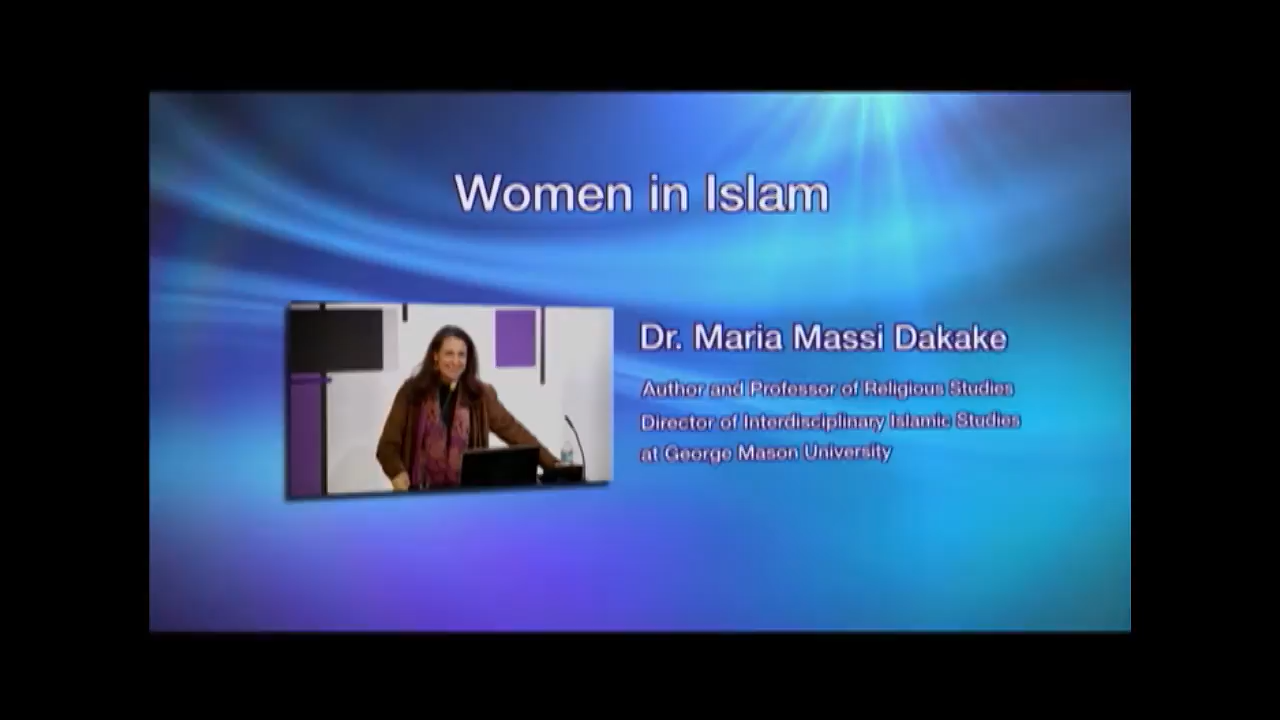 Women in Islam
Dr. Maria Massi Dakake
Author and Professor of Religious Studies
Director of Interdisciplinary Islamic Studies
at George Mason University